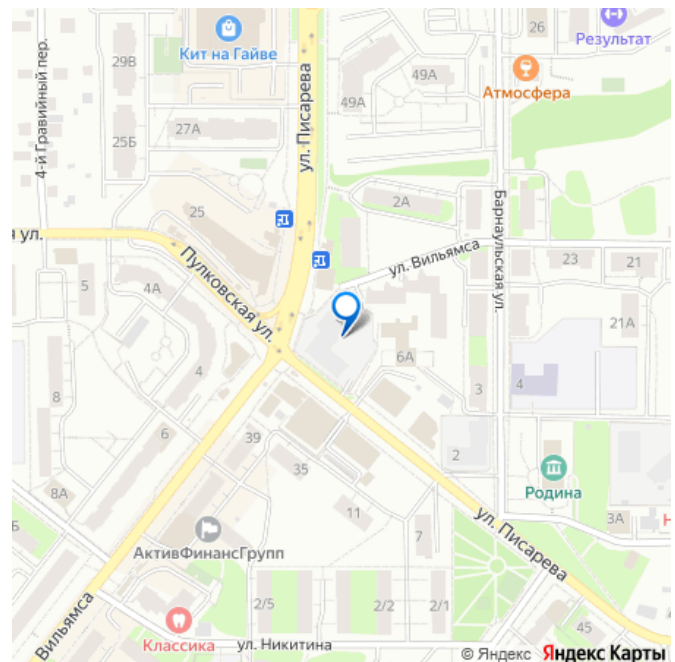 26
Результат
Кит на Гайве
29В
49А
49А
Атмосфера
4-й Гравийный пер.
27А
25Б
ул. Писарева
2А
Барнаульская ул.
25
я ул.
Пулковская ул.
ул. Вильямса
23
21
5
4А
21А
6А
4
3
4
8
6
39
2
35
Родина
8А
11
ул. Писарева
3А
Н
Б
7
АктивФинансГрупп
2/5
2/2
2/1
45
Вильямса
Классика
ул. Никитина
© Яндекс Яндекс Карты